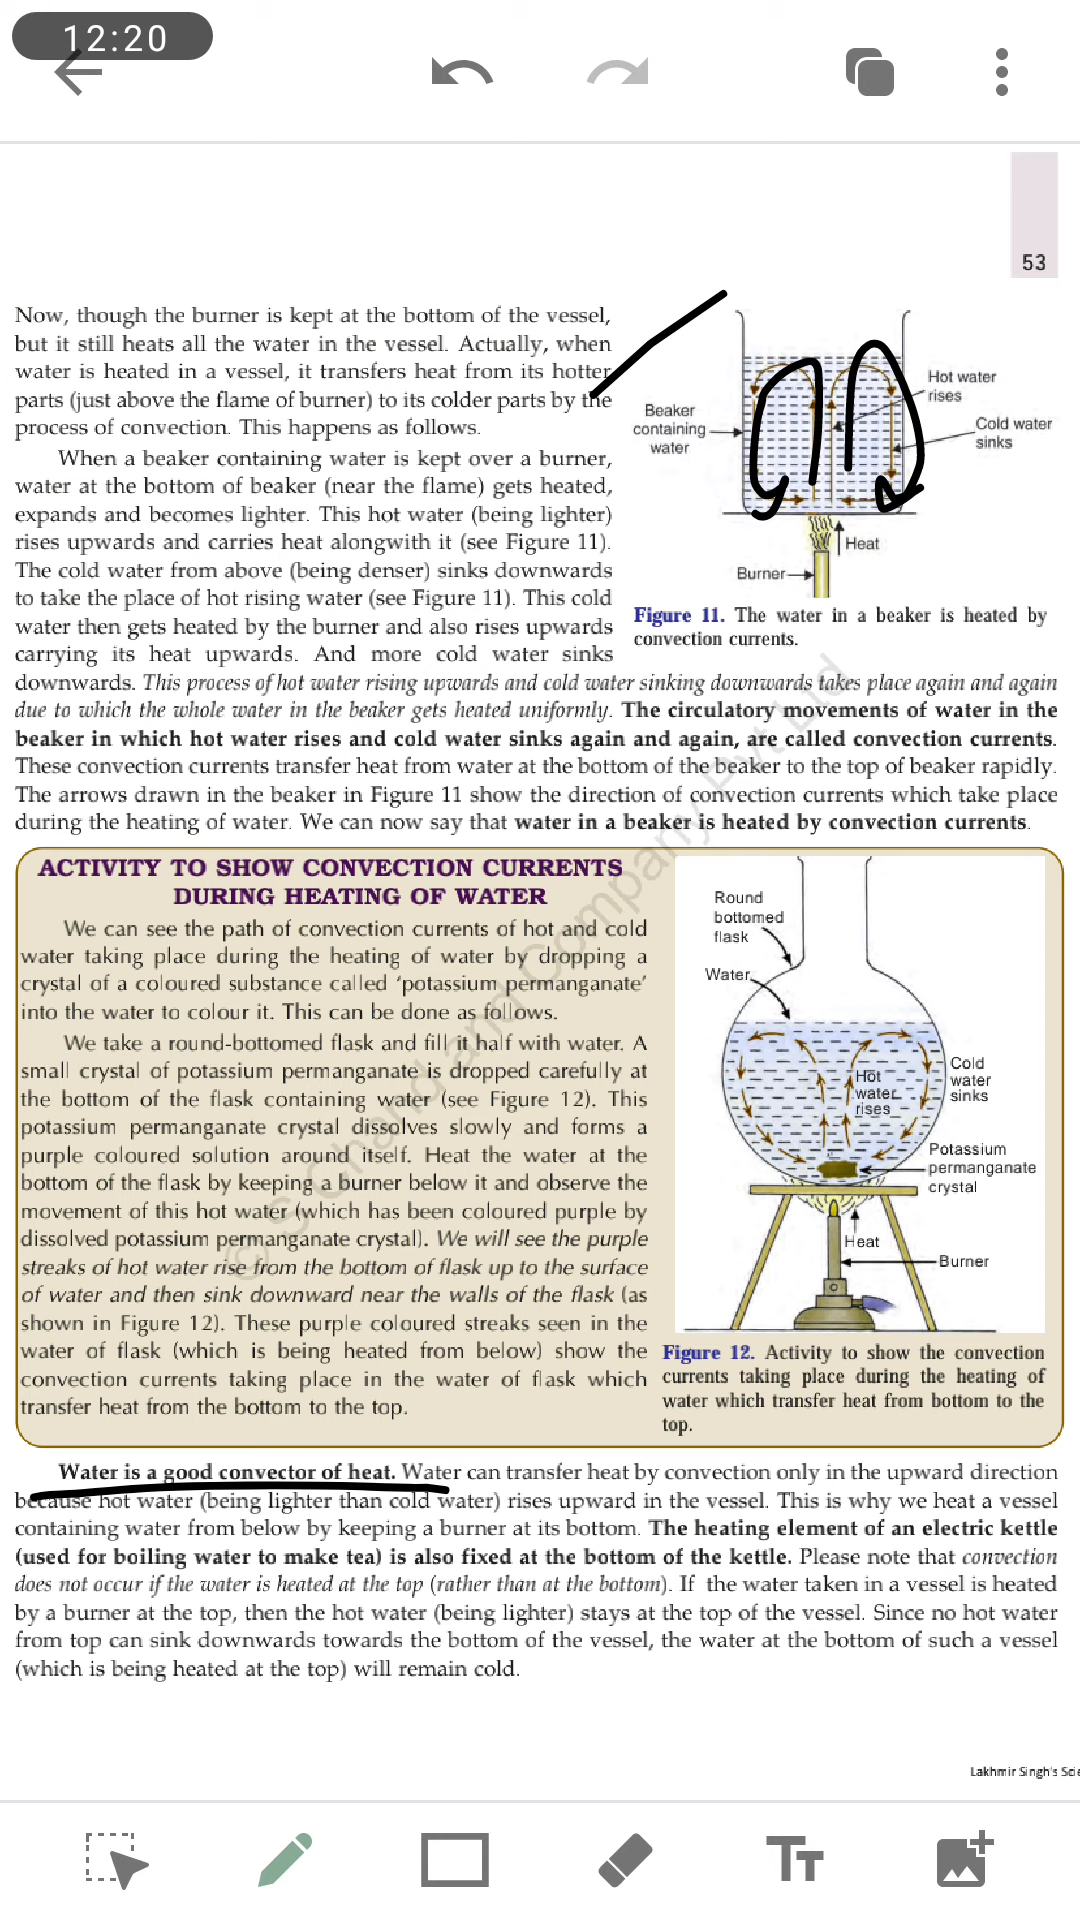 12:20
53
Now, though the burner is kept at the bottom of the vessel,
but it still heats all the water in the vessel. Actually, when
water is heated in a vessel, it transfers heat from its hotter
parts (just above the flame of burner) to its colder parts by the
process of convection. This happens as follows.
When a beaker containing water is kept over a burner,
water at the bottom of beaker (near the flame) gets heated,
expands and becomes lighter. This hot water (being lighter)
rises upwards and carries heat alongwith it (see Figure 11).
The cold water from above (being denser) sinks downwards
to take the place of hot rising water (see Figure 11). This cold
water then gets heated by the burner and also rises upwards
carrying its heat upwards. And more cold water sinks
Beaker
containing
water
Hot water
rises
Cold water
sinks
Heat
Burner
Figure 11. The water in a beaker is heated by
convection currents.
downwards. This process of hot water rising upwards and cold water sinking downwards takes place again and again
due to which the whole water in the beaker gets heated uniformly. The circulatory movements of water in the
beaker in which hot water rises and cold water sinks again and again, are called convection currents.
These convection currents transfer heat from water at the bottom of the beaker to the top of beaker rapidly.
The arrows drawn in the beaker in Figure 11 show the direction of convection currents which take place
during the heating of water. We can now say that water in a beaker is heated by convection currents.
ACTIVITY TO SHOW CONVECTION CURRENTS
DURING HEATING OF WATER
We can see the path of convection currents of hot and cold
water taking place during the heating of water by dropping a
crystal of a coloured substance called ‘potassium permanganate’
into the water to colour it. This can be done as follows.
We take a round-bottomed flask and fill it half with water. A
small crystal of potassium permanganate is dropped carefully at
the bottom of the flask containing water (see Figure 12). This
potassium permanganate crystal dissolves slowly and forms a
purple coloured solution around itself. Heat the water at the
bottom of the flask by keeping a burner below it and observe the
movement of this hot water (which has been coloured purple by
dissolved potassium permanganate crystal). We will see the purple
streaks of hot water rise from the bottom of flask up to the surface
of water and then sink downward near the walls of the flask (as
shown in Figure 12). These purple coloured streaks seen in the
water of flask (which is being heated from below) show the
convection currents taking place in the water of flask which
transfer heat from the bottom to the top.
Round
bottomed
flask
Water
Hot
water
rises
Cold
water
sinks
Potassium
permanganate
crystal
Heat
Burner
Figure 12. Activity to show the convection
currents taking place during the heating of
water which transfer heat from bottom to the
top.
© S Chand and Company Pvt Ltd
Water is a good convector of heat. Water can transfer heat by convection only in the upward direction
because hot water (being lighter than cold water) rises upward in the vessel. This is why we heat a vessel
containing water from below by keeping a burner at its bottom. The heating element of an electric kettle
(used for boiling water to make tea) is also fixed at the bottom of the kettle. Please note that convection
does not occur if the water is heated at the top (rather than at the bottom). If the water taken in a vessel is heated
by a burner at the top, then the hot water (being lighter) stays at the top of the vessel. Since no hot water
from top can sink downwards towards the bottom of the vessel, the water at the bottom of such a vessel
(which is being heated at the top) will remain cold.
Lakhmir Singh's Scie
TT